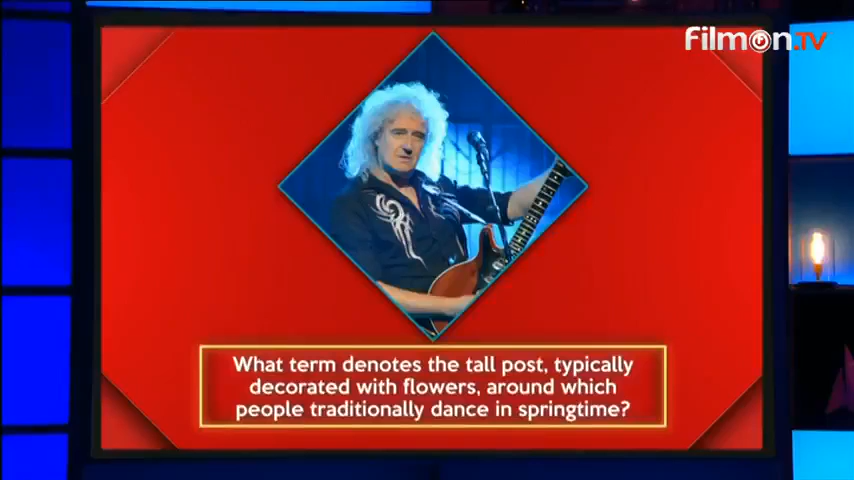 filmon.TV
What term denotes the tall post, typically
decorated with flowers, around which
people traditionally dance in springtime?